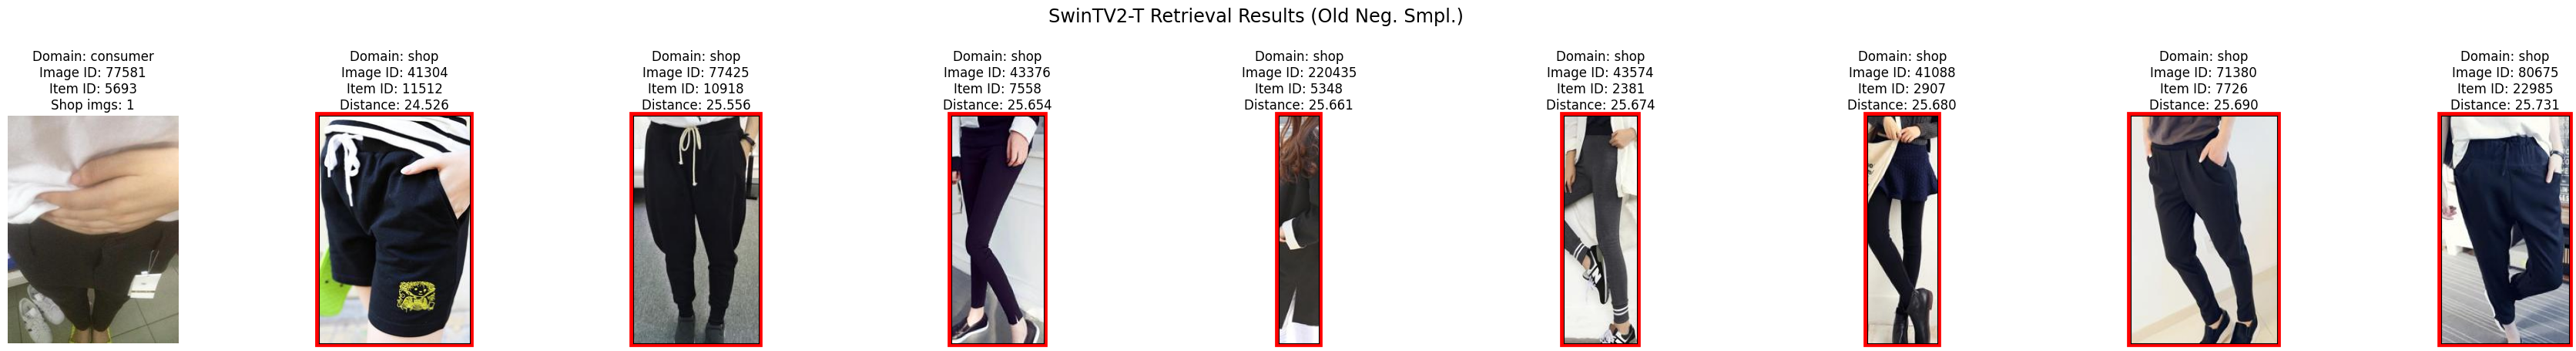 SwinTV2-T Retrieval Results (Old Neg. Smpl.)
Domain: consumer
Image ID: 77581
Item ID: 5693
Shop imgs: 1
Domain: shop
Image ID: 41304
Item ID: 11512
Distance: 24.526
Domain: shop
Image ID: 77425
Item ID: 10918
Distance: 25.556
Domain: shop
Image ID: 43376
Item ID: 7558
Distance: 25.654
Domain: shop
Image ID: 220435
Item ID: 5348
Distance: 25.661
Domain: shop
Image ID: 43574
Item ID: 2381
Distance: 25.674
Domain: shop
Image ID: 41088
Item ID: 2907
Distance: 25.680
Domain: shop
Image ID: 71380
Item ID: 7726
Distance: 25.690
Domain: shop
Image ID: 80675
Item ID: 22985
Distance: 25.731